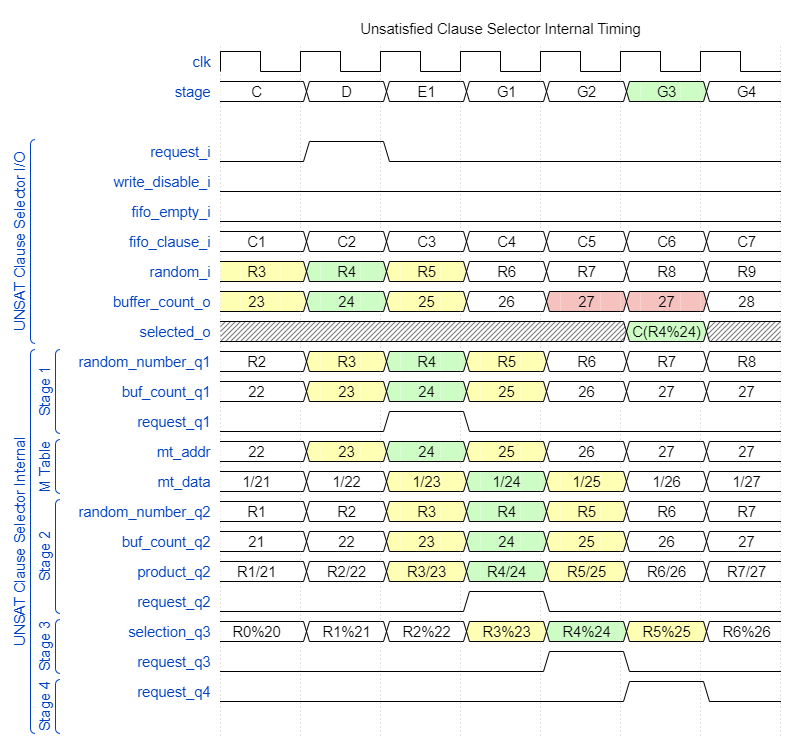 Unsatisfied Clause Selector Internal Timing
clk
stage C D E1 G1 G2 G3 G4
UNSAT Clause Selector I/O
request_i
write_disable_i
fifo_empty_i
fifo_clause_i C1 C2 C3 C4 C5 C6 C7
random_i R3 R4 R5 R6 R7 R8 R9
buffer_count_o 23 24 25 26 27 27 28
selected_o C(R4%24)
UNSAT Clause Selector Internal
Stage 1
random_number_q1 R2 R3 R4 R5 R6 R7 R8
buf_count_q1 22 23 24 25 26 27 27
request_q1
M Table
mt_addr 22 23 24 25 26 27 27
mt_data 1/21 1/22 1/23 1/24 1/25 1/26 1/27
Stage 2
random_number_q2 R1 R2 R3 R4 R5 R6 R7
buf_count_q2 21 22 23 24 25 26 27
product_q2 R1/21 R2/22 R3/23 R4/24 R5/25 R6/26 R7/27
request_q2
Stage 3
selection_q3 R0%20 R1%21 R2%22 R3%23 R4%24 R5%25 R6%26
request_q3
Stage 4
request_q4